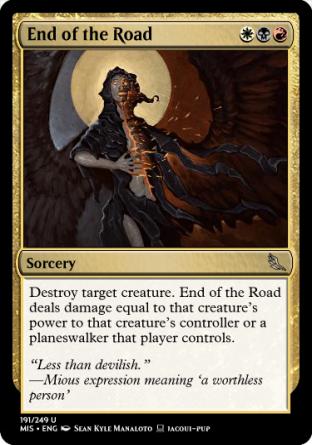 End of the Road
Sorcery
Destroy target creature. End of the Road
deals damage equal to that creature's
power to that creature's controller or a
planeswalker that player controls.
“Less than devilish.”
—Mious expression meaning ‘a worthless
person’
191/249 U
MIS • ENG SEAN KYLE MANALOTO JACOUI-PUP